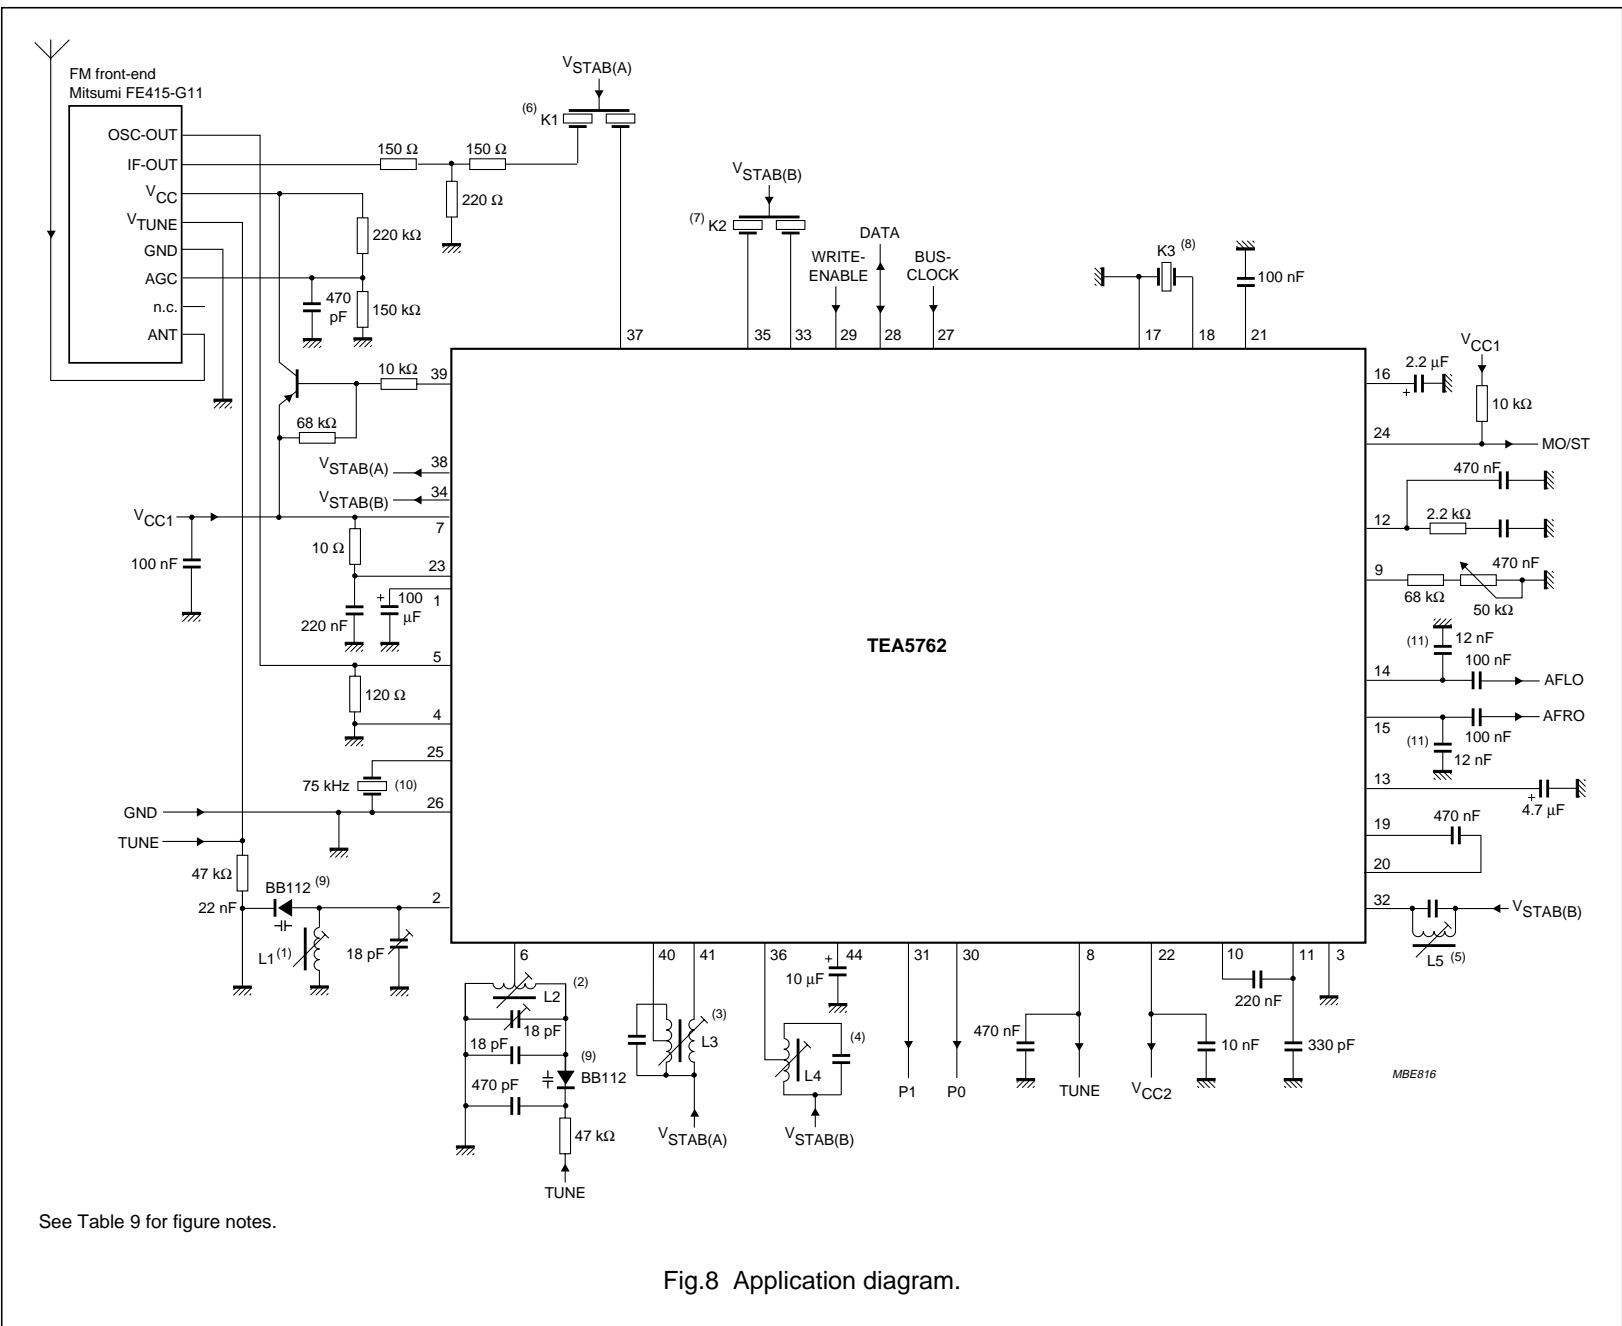 FM front-end
Mitsumi FE415-G11
OSC-OUT
IF-OUT
VCC
VTUNE
GND
AGC
n.c.
ANT
150 Ω
150 Ω
220 Ω
220 kΩ
470
pF
150 kΩ
VSTAB(A)
(6)
K1
VSTAB(B)
(7)
K2
WRITE-
ENABLE
DATA
BUS-
CLOCK
K3
(8)
100 nF
37
35
33
29
28
27
17
18
21
10 kΩ
39
68 kΩ
VSTAB(A)
38
VSTAB(B)
34
VCC1
7
100 nF
10 Ω
23
220 nF
+
100
μF
1
5
120 Ω
4
25
75 kHz
(10)
GND
26
TUNE
47 kΩ
22 nF
BB112
(9)
L1
(1)
18 pF
2
TEA5762
16
2.2 μF
+
VCC1
10 kΩ
24
MO/ST
470 nF
12
2.2 kΩ
470 nF
9
68 kΩ
50 kΩ
(11)
12 nF
100 nF
14
AFLO
15
AFRO
100 nF
(11)
12 nF
13
+
4.7 μF
19
470 nF
20
32
VSTAB(B)
L5
(5)
6
40
41
36
44
31
30
8
22
10
11
3
L2
(2)
18 pF
18 pF
(9)
BB112
470 pF
47 kΩ
TUNE
(3)
L3
VSTAB(A)
(4)
L4
VSTAB(B)
+
10 μF
P1
P0
470 nF
TUNE
VCC2
10 nF
220 nF
330 pF
MBE816
See Table 9 for figure notes.
Fig.8 Application diagram.